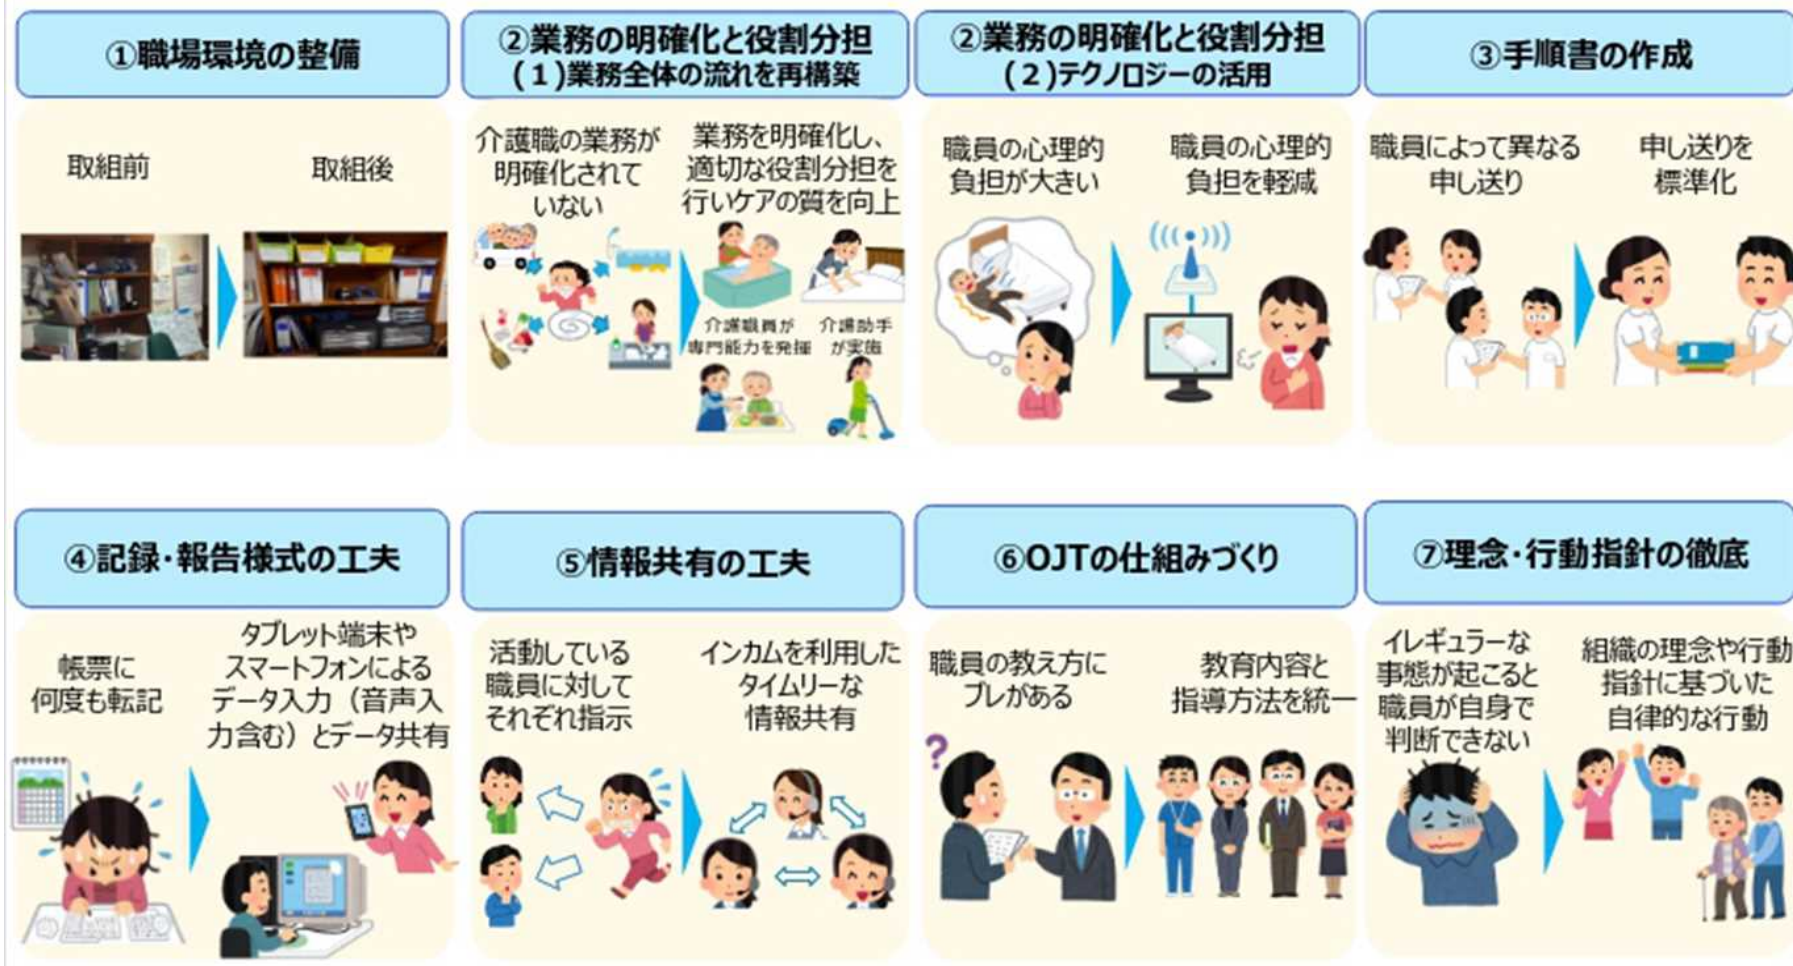 ①職場環境の整備
取組前
取組後
②業務の明確化と役割分担
(1)業務全体の流れを再構築
介護職の業務が
明確化されて
いない
業務を明確化し、
適切な役割分担を
行いケアの質を向上
介護職員が
専門能力を発揮
介護助手
が実施
②業務の明確化と役割分担
(2)テクノロジーの活用
職員の心理的
負担が大きい
職員の心理的
負担を軽減
③手順書の作成
職員によって異なる
申し送り
申し送りを
標準化
④記録・報告様式の工夫
帳票に
何度も転記
タブレット端末や
スマートフォンによる
データ入力（音声入
力含む）とデータ共有
⑤情報共有の工夫
活動している
職員に対して
それぞれ指示
インカムを利用した
タイムリーな
情報共有
⑥OJTの仕組みづくり
職員の教え方に
ブレがある
?
教育内容と
指導方法を統一
⑦理念・行動指針の徹底
イレギュラーな
事態が起こると
職員が自身で
判断できない
組織の理念や行動
指針に基づいた
自律的な行動